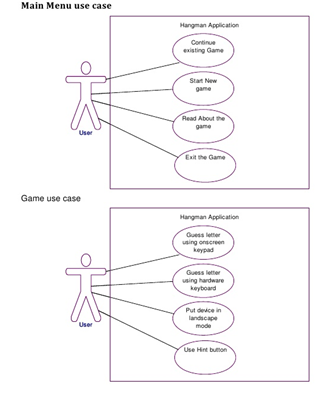 Main Menu use case
Hangman Application
Continue
existing Game
Start New
game
Read About the
game
Exit the Game
User
Game use case
Hangman Application
Guess letter
using onscreen
keypad
Guess letter
using hardware
keyboard
Put device in
landscape
mode
Use Hint button
User